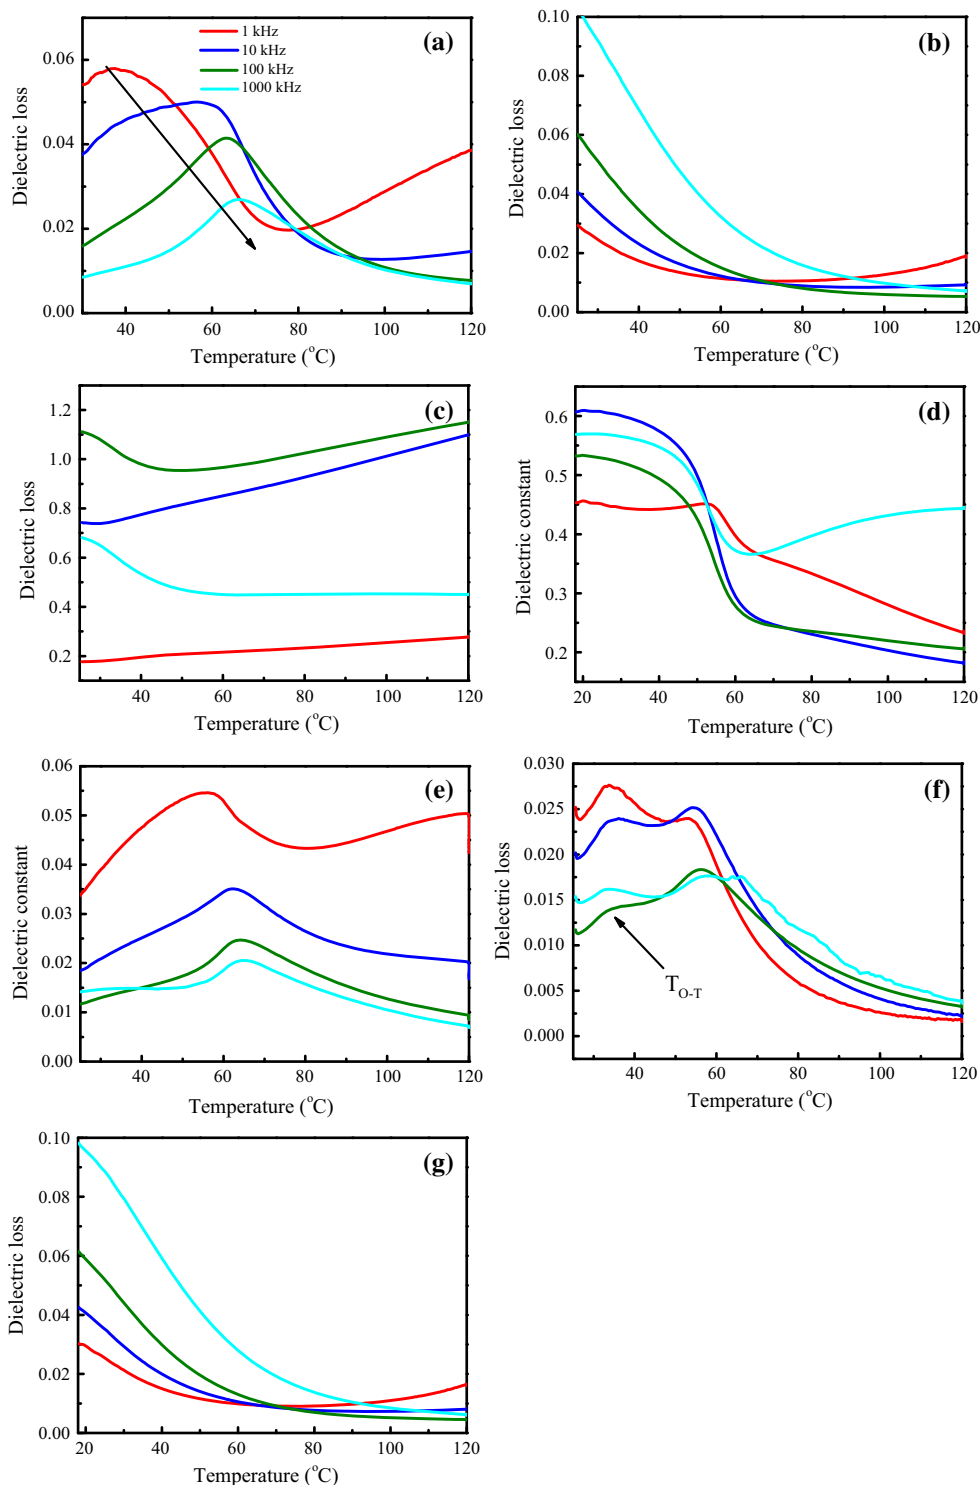 (a)
1 kHz
10 kHz
100 kHz
1000 kHz
0.06
0.04
0.02
0.00
Dielectric loss
40 60 80 100 120
Temperature (°C)
(b)
0.10
0.08
0.06
0.04
0.02
0.00
Dielectric loss
40 60 80 100 120
Temperature (°C)
(c)
1.2
1.0
0.8
0.6
0.4
0.2
Dielectric loss
40 60 80 100 120
Temperature (°C)
(d)
0.6
0.5
0.4
0.3
0.2
Dielectric constant
20 40 60 80 100 120
Temperature (°C)
(e)
0.06
0.05
0.04
0.03
0.02
0.01
0.00
Dielectric constant
40 60 80 100 120
Temperature (°C)
(f)
0.030
0.025
0.020
0.015
0.010
0.005
0.000
Dielectric loss
T_O-T
40 60 80 100 120
Temperature (°C)
(g)
0.10
0.08
0.06
0.04
0.02
0.00
Dielectric loss
20 40 60 80 100 120
Temperature (°C)